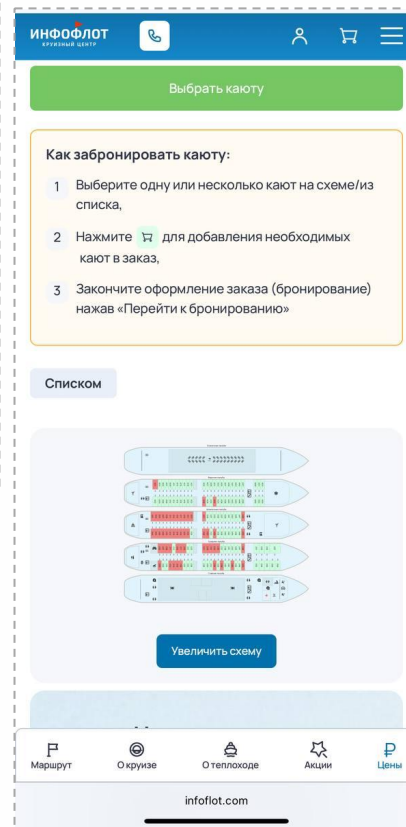 ИНФОФЛОТ
КРУИЗНЫЙ ЦЕНТР
Выбрать каюту
Как забронировать каюту:
1 Выберите одну или несколько кают на схеме/из
списка,
2 Нажмите для добавления необходимых
кают в заказ,
3 Закончите оформление заказа (бронирование)
нажав «Перейти к бронированию»
Списком
Увеличить схему
Маршрут О круизе О теплоходе Акции Цены
infoflot.com